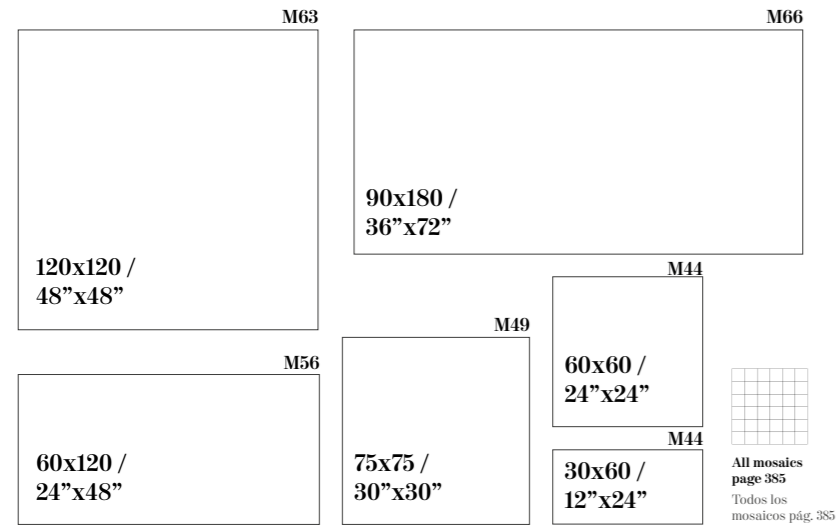 M63
120x120 /
48”x48”
M66
90x180 /
36”x72”
M56
60x120 /
24”x48”
M49
75x75 /
30”x30”
M44
60x60 /
24”x24”
M44
30x60 /
12”x24”
All mosaics
page 385
Todos los
mosaicos pág. 385